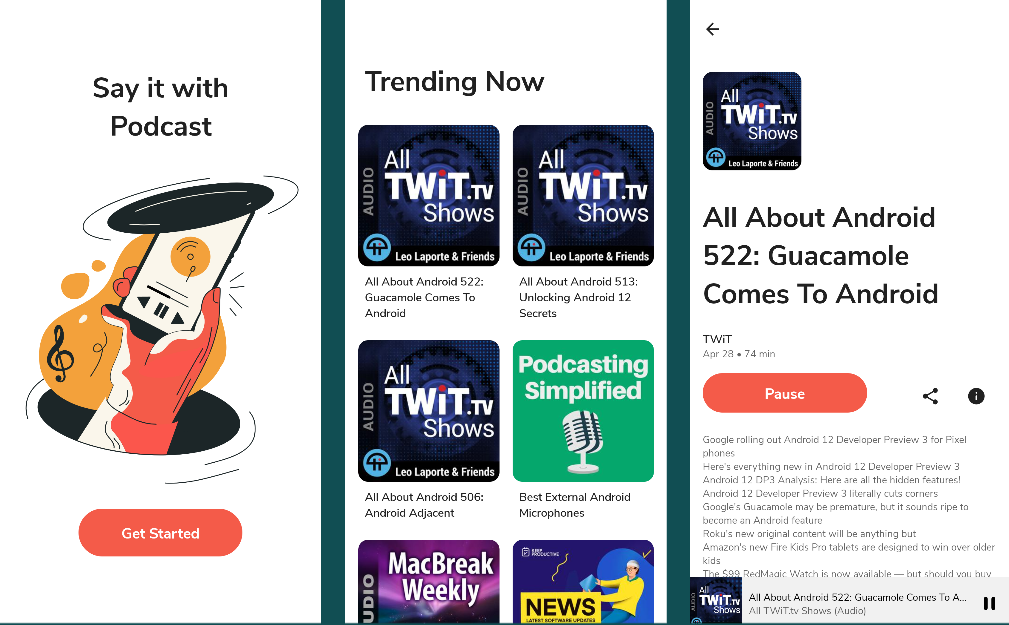 Say it with
Podcast
Get Started
Trending Now
AUDIO
All
TWiT.TV
Shows
Leo Laporte & Friends
All About Android 522:
Guacamole Comes To
Android
AUDIO
All
TWiT.TV
Shows
Leo Laporte & Friends
All About Android 513:
Unlocking Android 12
Secrets
AUDIO
All
TWiT.TV
Shows
Leo Laporte & Friends
All About Android 506:
Android Adjacent
Podcasting
Simplified
Best External Android
Microphones
AUDIO
MacBreak
Weekly
KEEP
PRODUCTIVE
NEWS
LATEST SOFTWARE UPDATES
AUDIO
All
TWiT.TV
Shows
Leo Laporte & Friends
All About Android
522: Guacamole
Comes To Android
TWiT
Apr 28 • 74 min
Pause
Google rolling out Android 12 Developer Preview 3 for Pixel
phones
Here's everything new in Android 12 Developer Preview 3
Android 12 DP3 Analysis: Here are all the hidden features!
Android 12 Developer Preview 3 literally cuts corners
Google's Guacamole may be premature, but it sounds ripe to
become an Android feature
Roku's new original content will be anything but
Amazon's new Fire Kids Pro tablets are designed to win over older
kids
The $99 RedMagic Watch is now available — but should you buy
AUDIO
All
TWiT.TV
Shows
All About Android 522: Guacamole Comes To A...
All TWiT.tv Shows (Audio)